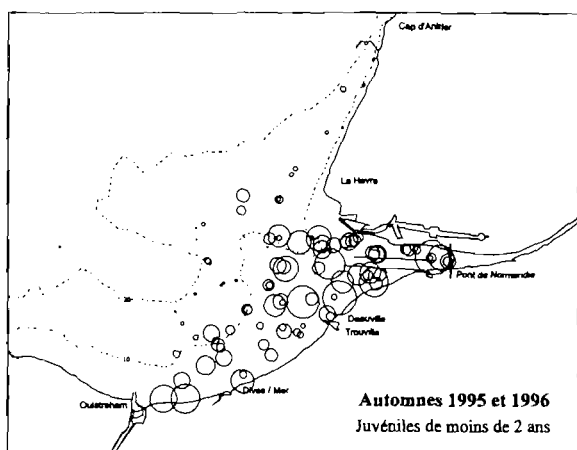 Cap d'Antifer
Le Havre
Pont de Normandie
Deauville
Trouville
Dives / Mer
Ouistreham
10
Automnes 1995 et 1996
Juvéniles de moins de 2 ans